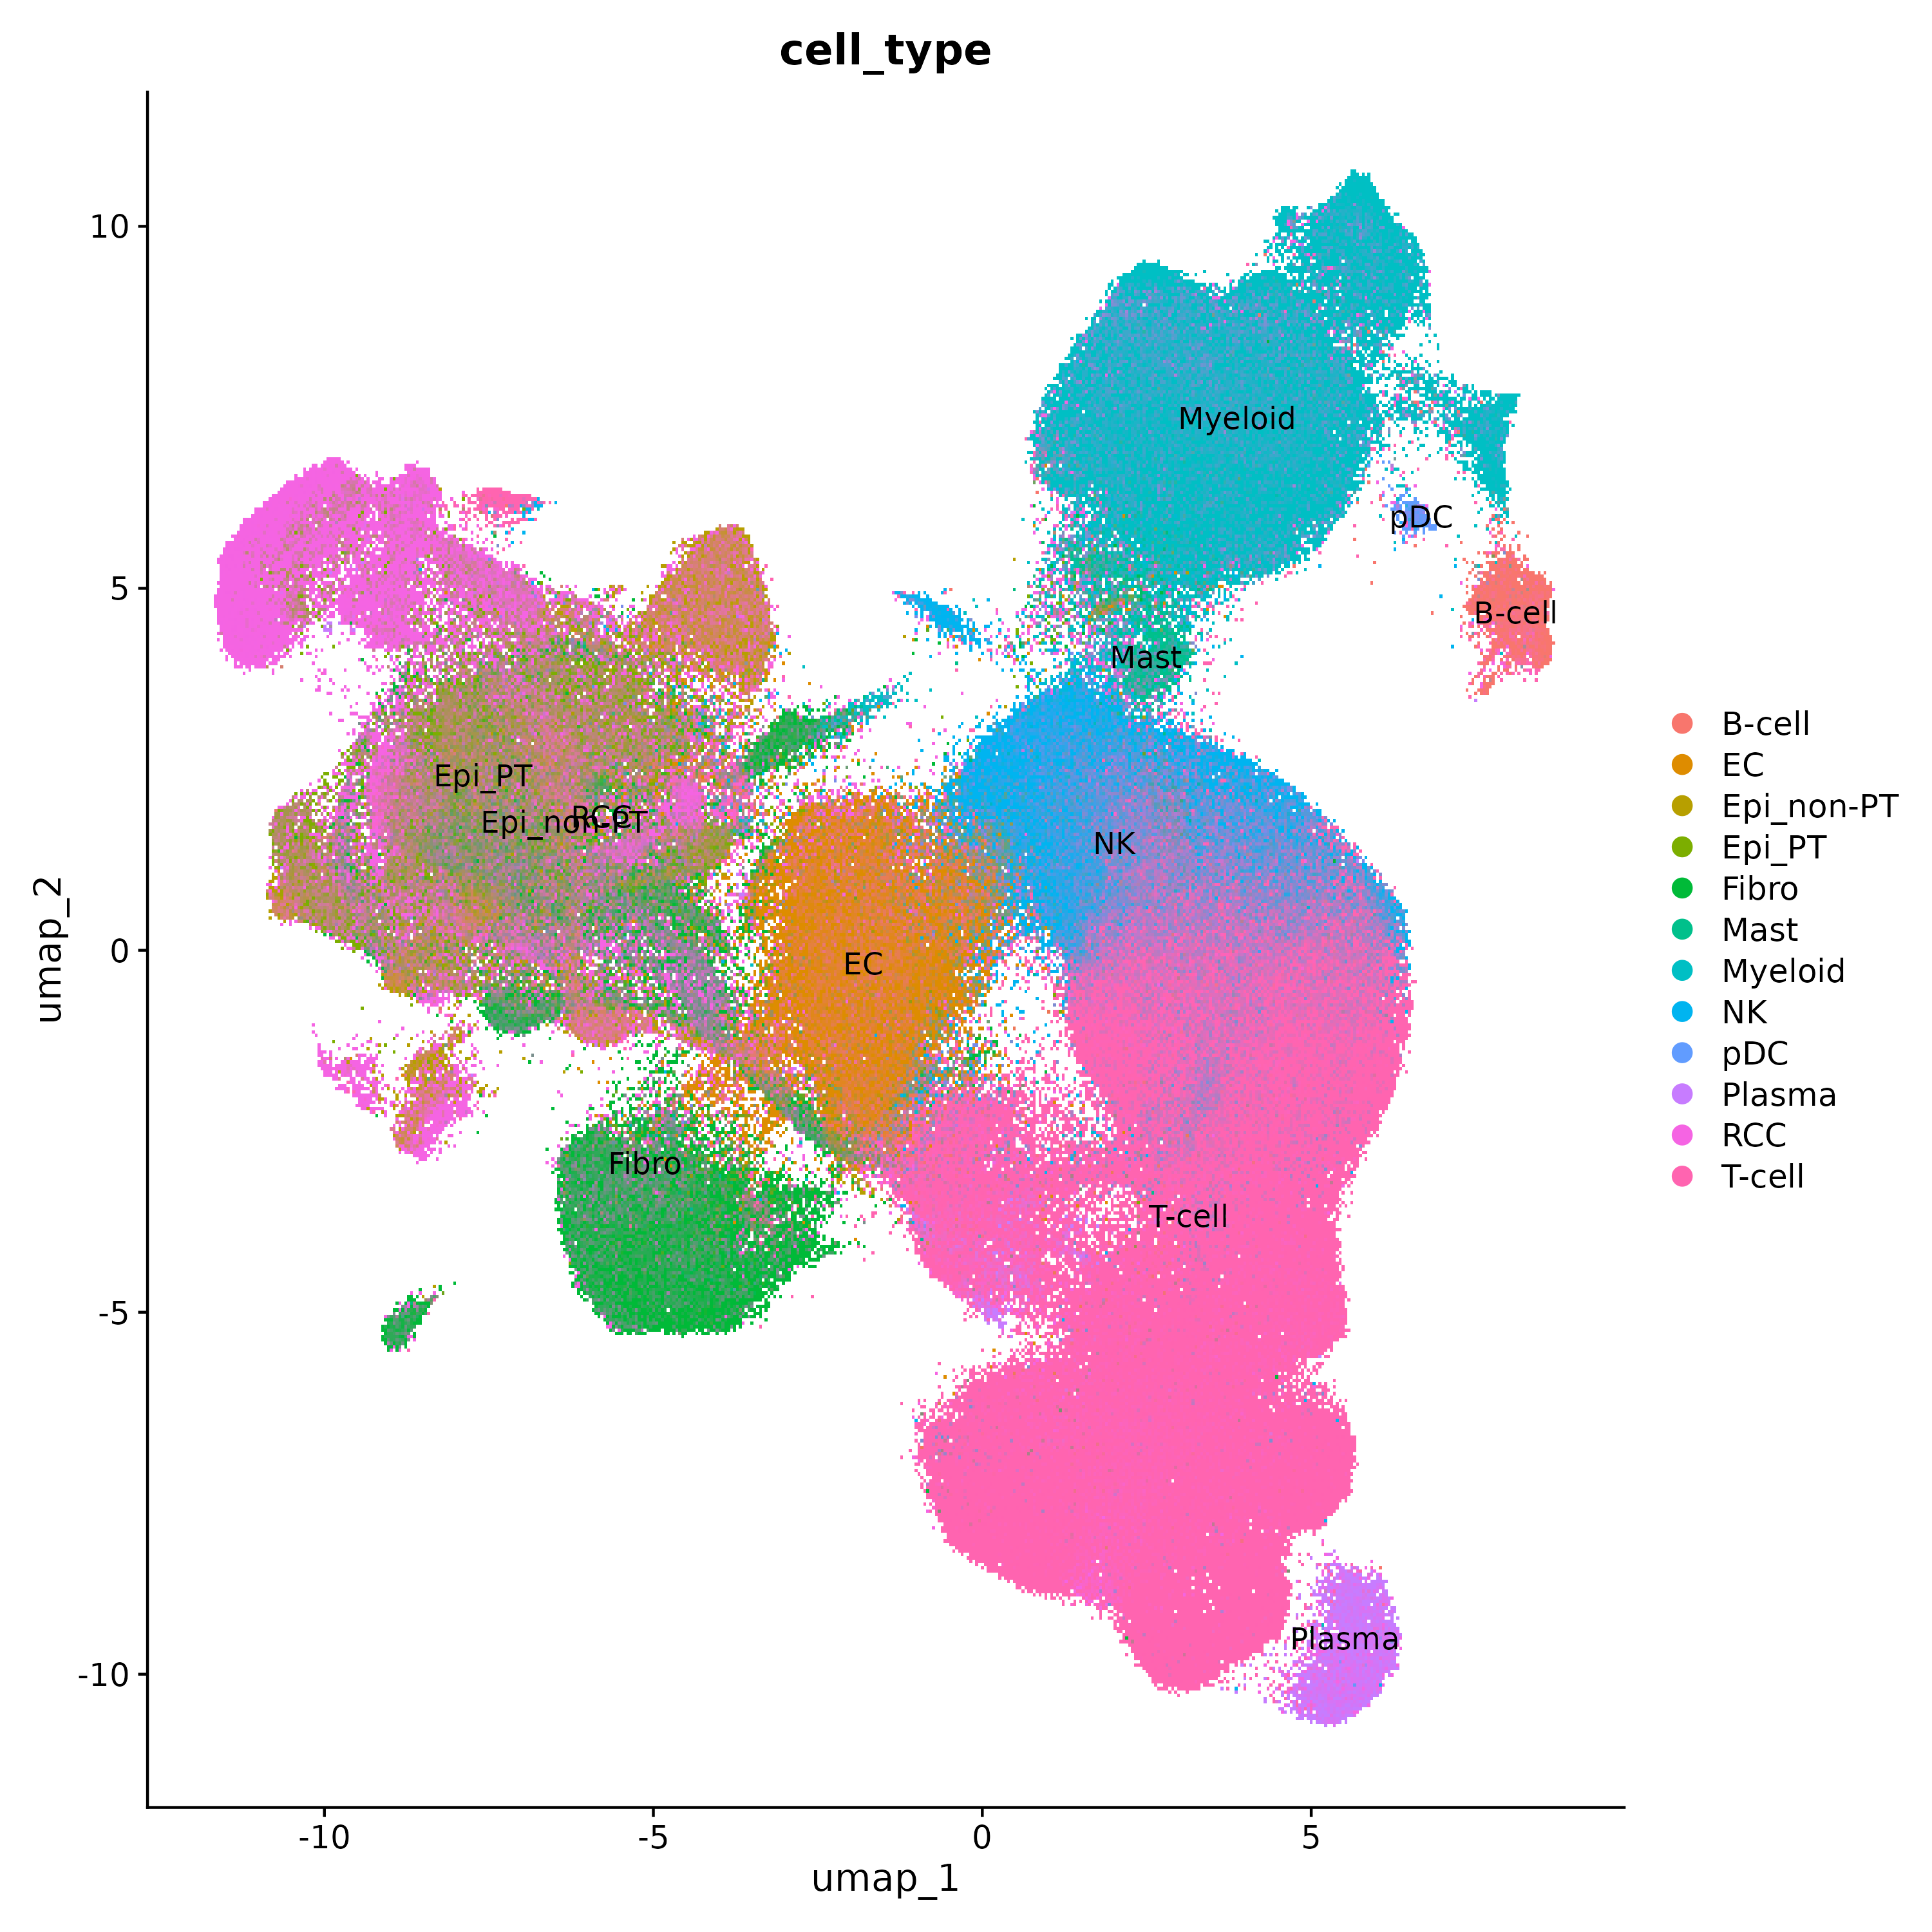 cell_type
10
5
0
-5
-10
umap_2
-10
-5
0
5
umap_1
Myeloid
pDC
B-cell
Mast
Epi_PT
RCC
Epi_non-PT
NK
EC
Fibro
T-cell
Plasma
B-cell
EC
Epi_non-PT
Epi_PT
Fibro
Mast
Myeloid
NK
pDC
Plasma
RCC
T-cell